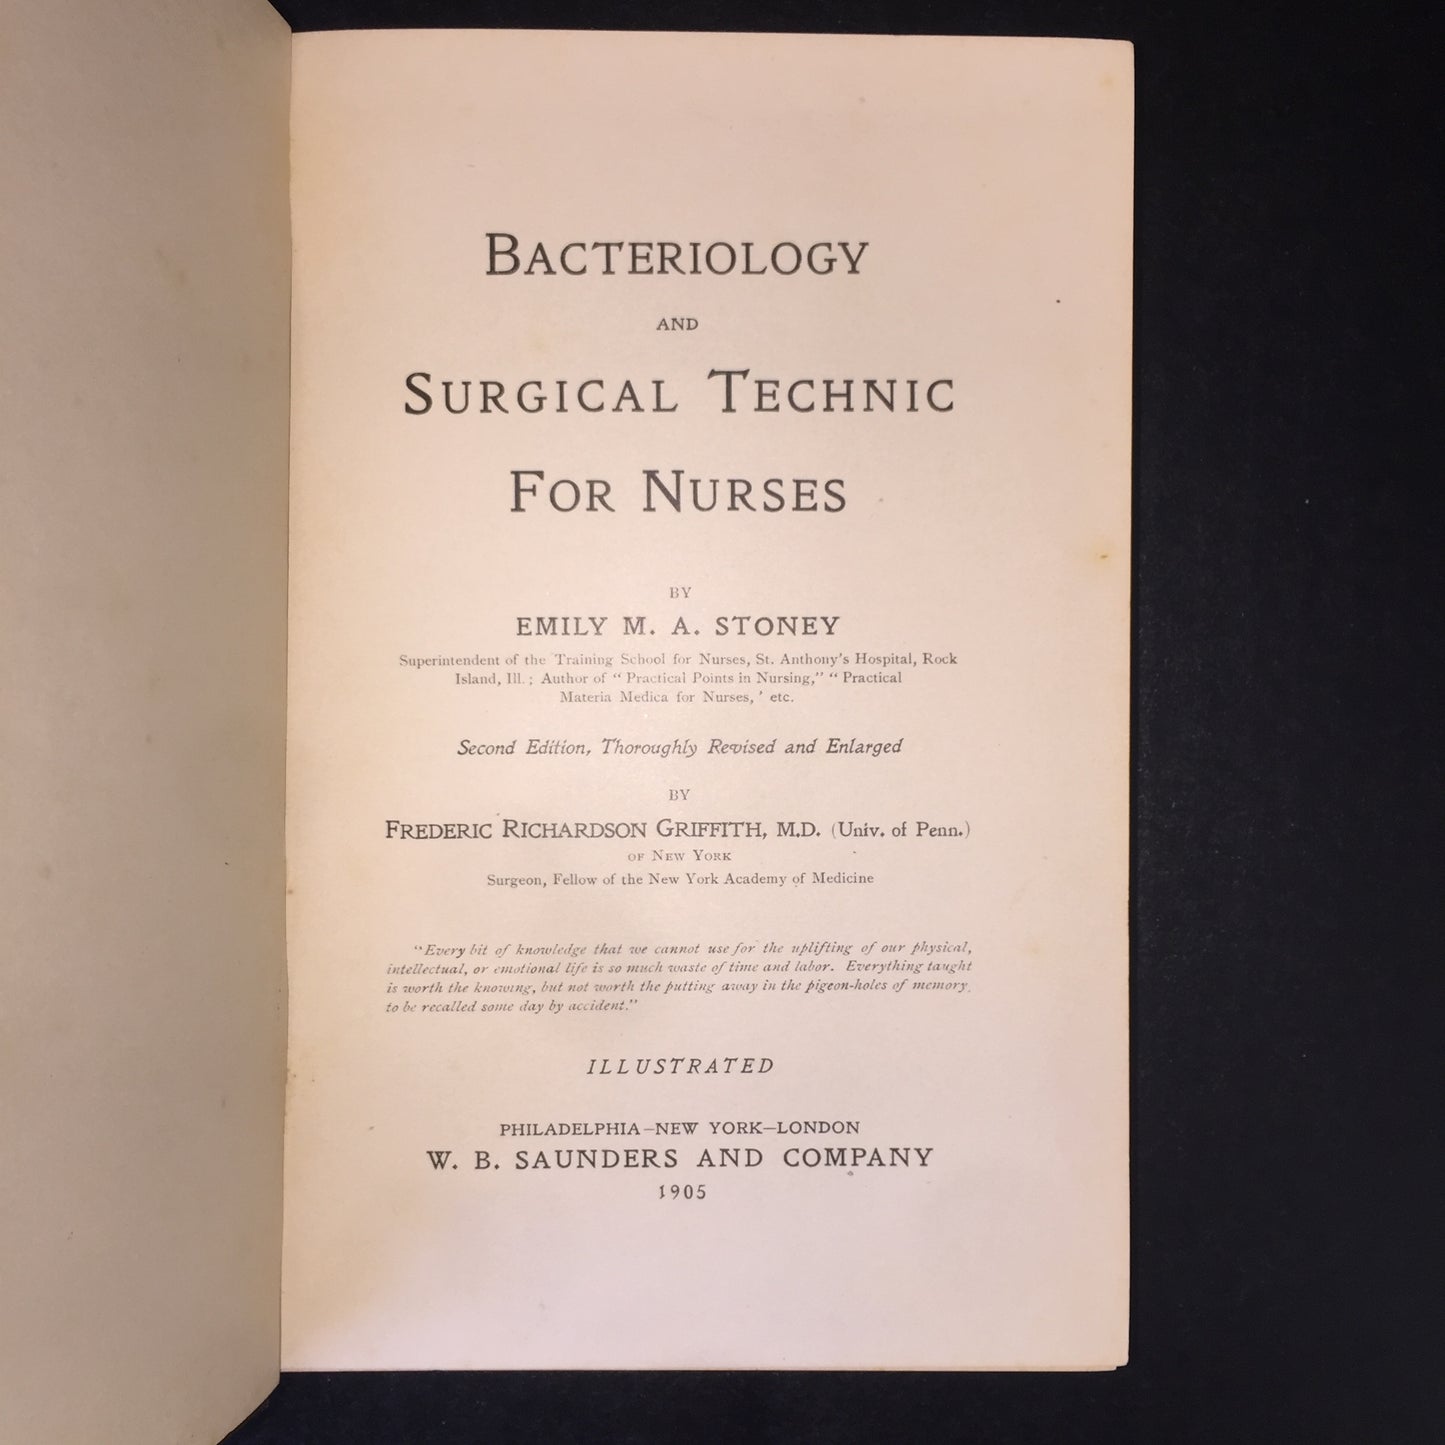 BACTERIOLOGY
AND
SURGICAL TECHNIC
FOR NURSES
BY
EMILY M. A. STONEY
Superintendent of the Training School for Nurses, St. Anthony's Hospital, Rock
Island, Ill.; Author of "Practical Points in Nursing," "Practical
Materia Medica for Nurses,' etc.
Second Edition, Thoroughly Revised and Enlarged
BY
FREDERIC RICHARDSON GRIFFITH, M.D. (Univ. of Penn.)
OF NEW YORK
Surgeon, Fellow of the New York Academy of Medicine
"Every bit of knowledge that we cannot use for the uplifting of our physical,
intellectual, or emotional life is so much waste of time and labor. Everything taught
is worth the knowing, but not worth the putting away in the pigeon-holes of memory,
to be recalled some day by accident."
ILLUSTRATED
PHILADELPHIA—NEW YORK—LONDON
W. B. SAUNDERS AND COMPANY
1905